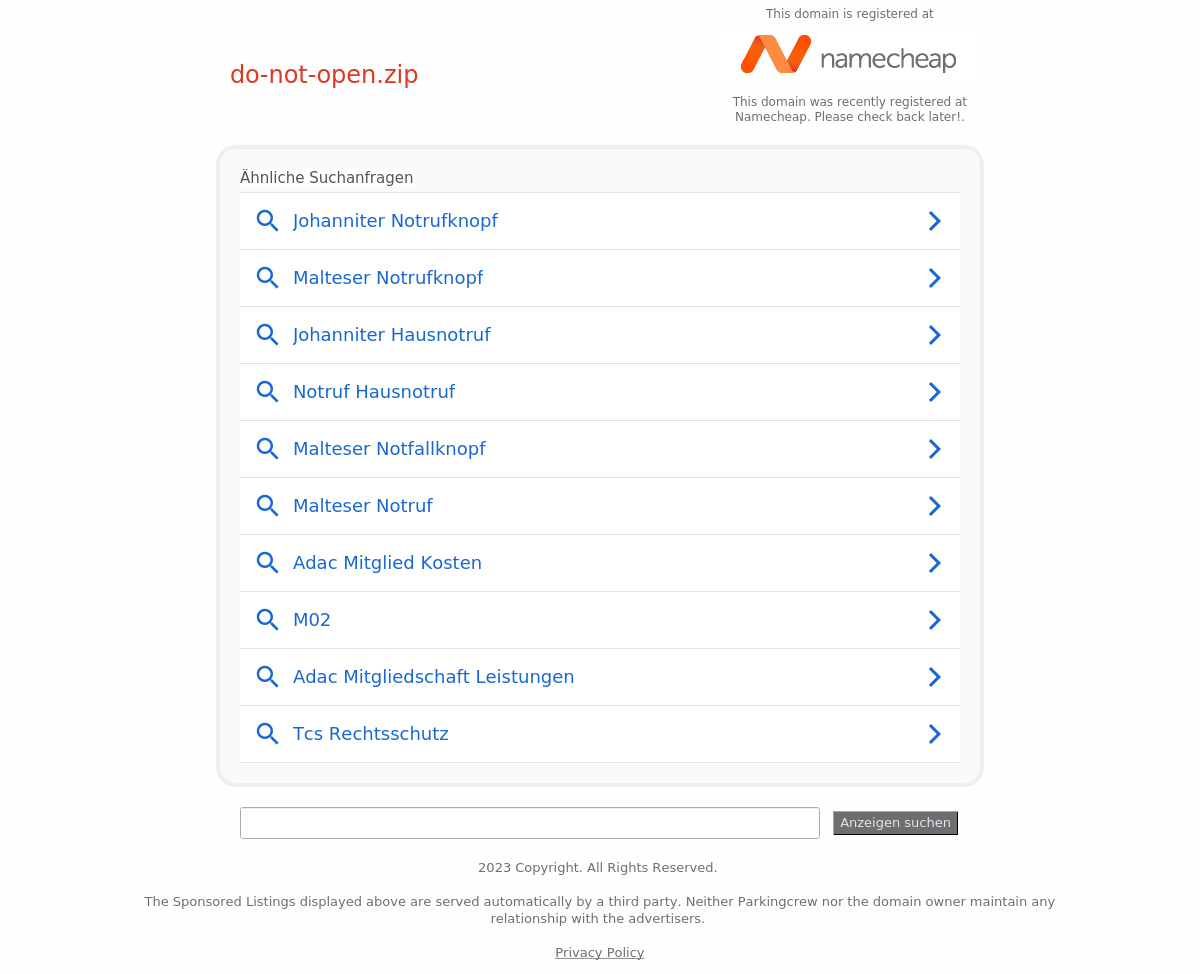 This domain is registered at
namecheap
do-not-open.zip
This domain was recently registered at
Namecheap. Please check back later!.
Ähnliche Suchanfragen
Johanniter Notrufknopf
Malteser Notrufknopf
Johanniter Hausnotruf
Notruf Hausnotruf
Malteser Notfallknopf
Malteser Notruf
Adac Mitglied Kosten
M02
Adac Mitgliedschaft Leistungen
Tcs Rechtsschutz
Anzeigen suchen
2023 Copyright. All Rights Reserved.
The Sponsored Listings displayed above are served automatically by a third party. Neither Parkingcrew nor the domain owner maintain any
relationship with the advertisers.
Privacy Policy